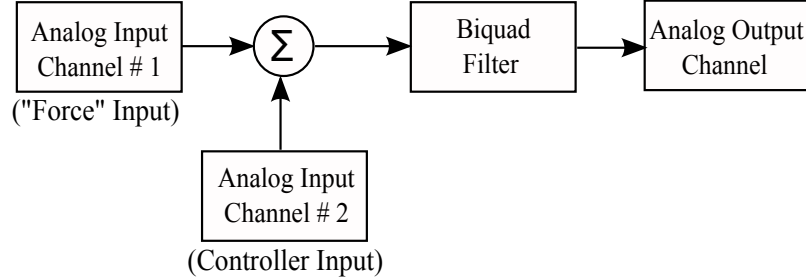 Analog Input
Channel # 1
("Force" Input)
Σ
Biquad
Filter
Analog Output
Channel
Analog Input
Channel # 2
(Controller Input)